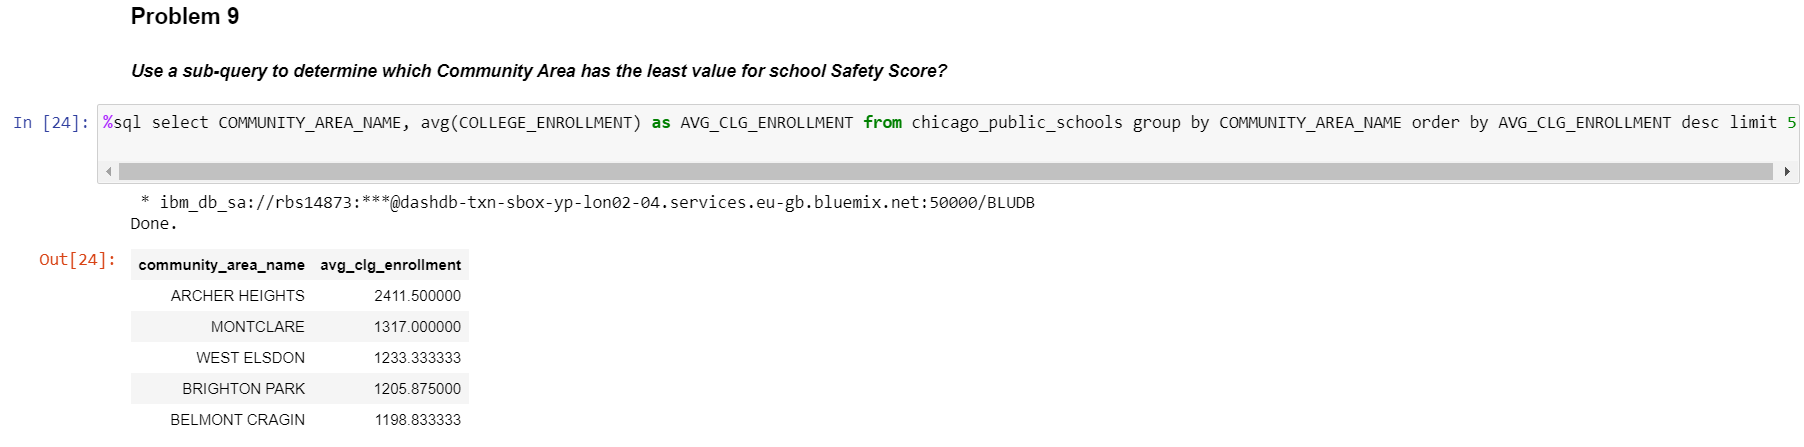 Problem 9
Use a sub-query to determine which Community Area has the least value for school Safety Score?
In [24]: %sql select COMMUNITY_AREA_NAME, avg(COLLEGE_ENROLLMENT) as AVG_CLG_ENROLLMENT from chicago_public_schools group by COMMUNITY_AREA_NAME order by AVG_CLG_ENROLLMENT desc limit 5
* ibm_db_sa://rbs14873:***@dashdb-txn-sbox-yp-lon02-04.services.eu-gb.bluemix.net:50000/BLUDB
Done.
Out[24]:
community_area_name avg_clg_enrollment
ARCHER HEIGHTS 2411.500000
MONTCLARE 1317.000000
WEST ELSDON 1233.333333
BRIGHTON PARK 1205.875000
BELMONT CRAGIN 1198.833333